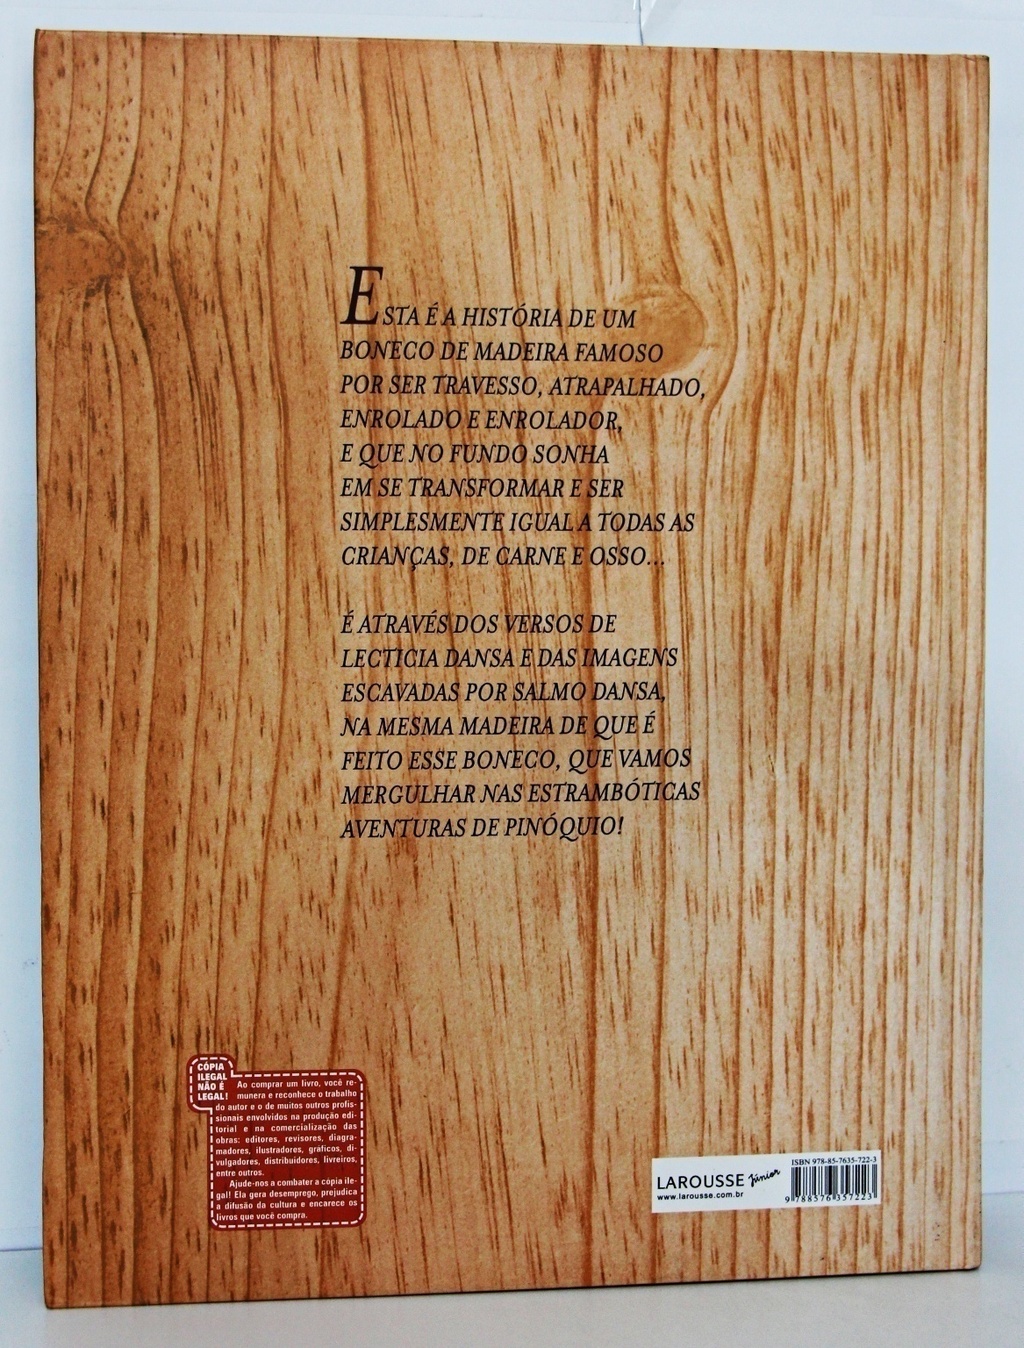 ESTA É A HISTÓRIA DE UM
BONECO DE MADEIRA FAMOSO
POR SER TRAVESSO, ATRAPALHADO,
ENROLADO E ENROLADOR,
E QUE NO FUNDO SONHA
EM SE TRANSFORMAR E SER
SIMPLESMENTE IGUAL A TODAS AS
CRIANÇAS, DE CARNE E OSSO...
É ATRAVÉS DOS VERSOS DE
LECTICIA DANSA E DAS IMAGENS
ESCAVADAS POR SALMO DANSA,
NA MESMA MADEIRA DE QUE É
FEITO ESSE BONECO, QUE VAMOS
MERGULHAR NAS ESTRAMBÓTICAS
AVENTURAS DE PINÓQUIO!
CÓPIA
ILEGAL
NÃO É
LEGAL!
Ao comprar um livro, você re-
munera e reconhece o trabalho
do autor e o de muitos outros profis-
sionais envolvidos na produção edi-
torial e na comercialização das
obras: editores, revisores, diagra-
madores, ilustradores, gráficos, di-
vulgadores, distribuidores, livreiros,
entre outros.
Ajude-nos a combater a cópia ile-
gal! Ela gera desemprego, prejudica
a difusão da cultura e encarece os
livros que você compra.
LAROUSSE Júnior
www.larousse.com.br
ISBN 978-85-7635-722-3
9 788576 357223